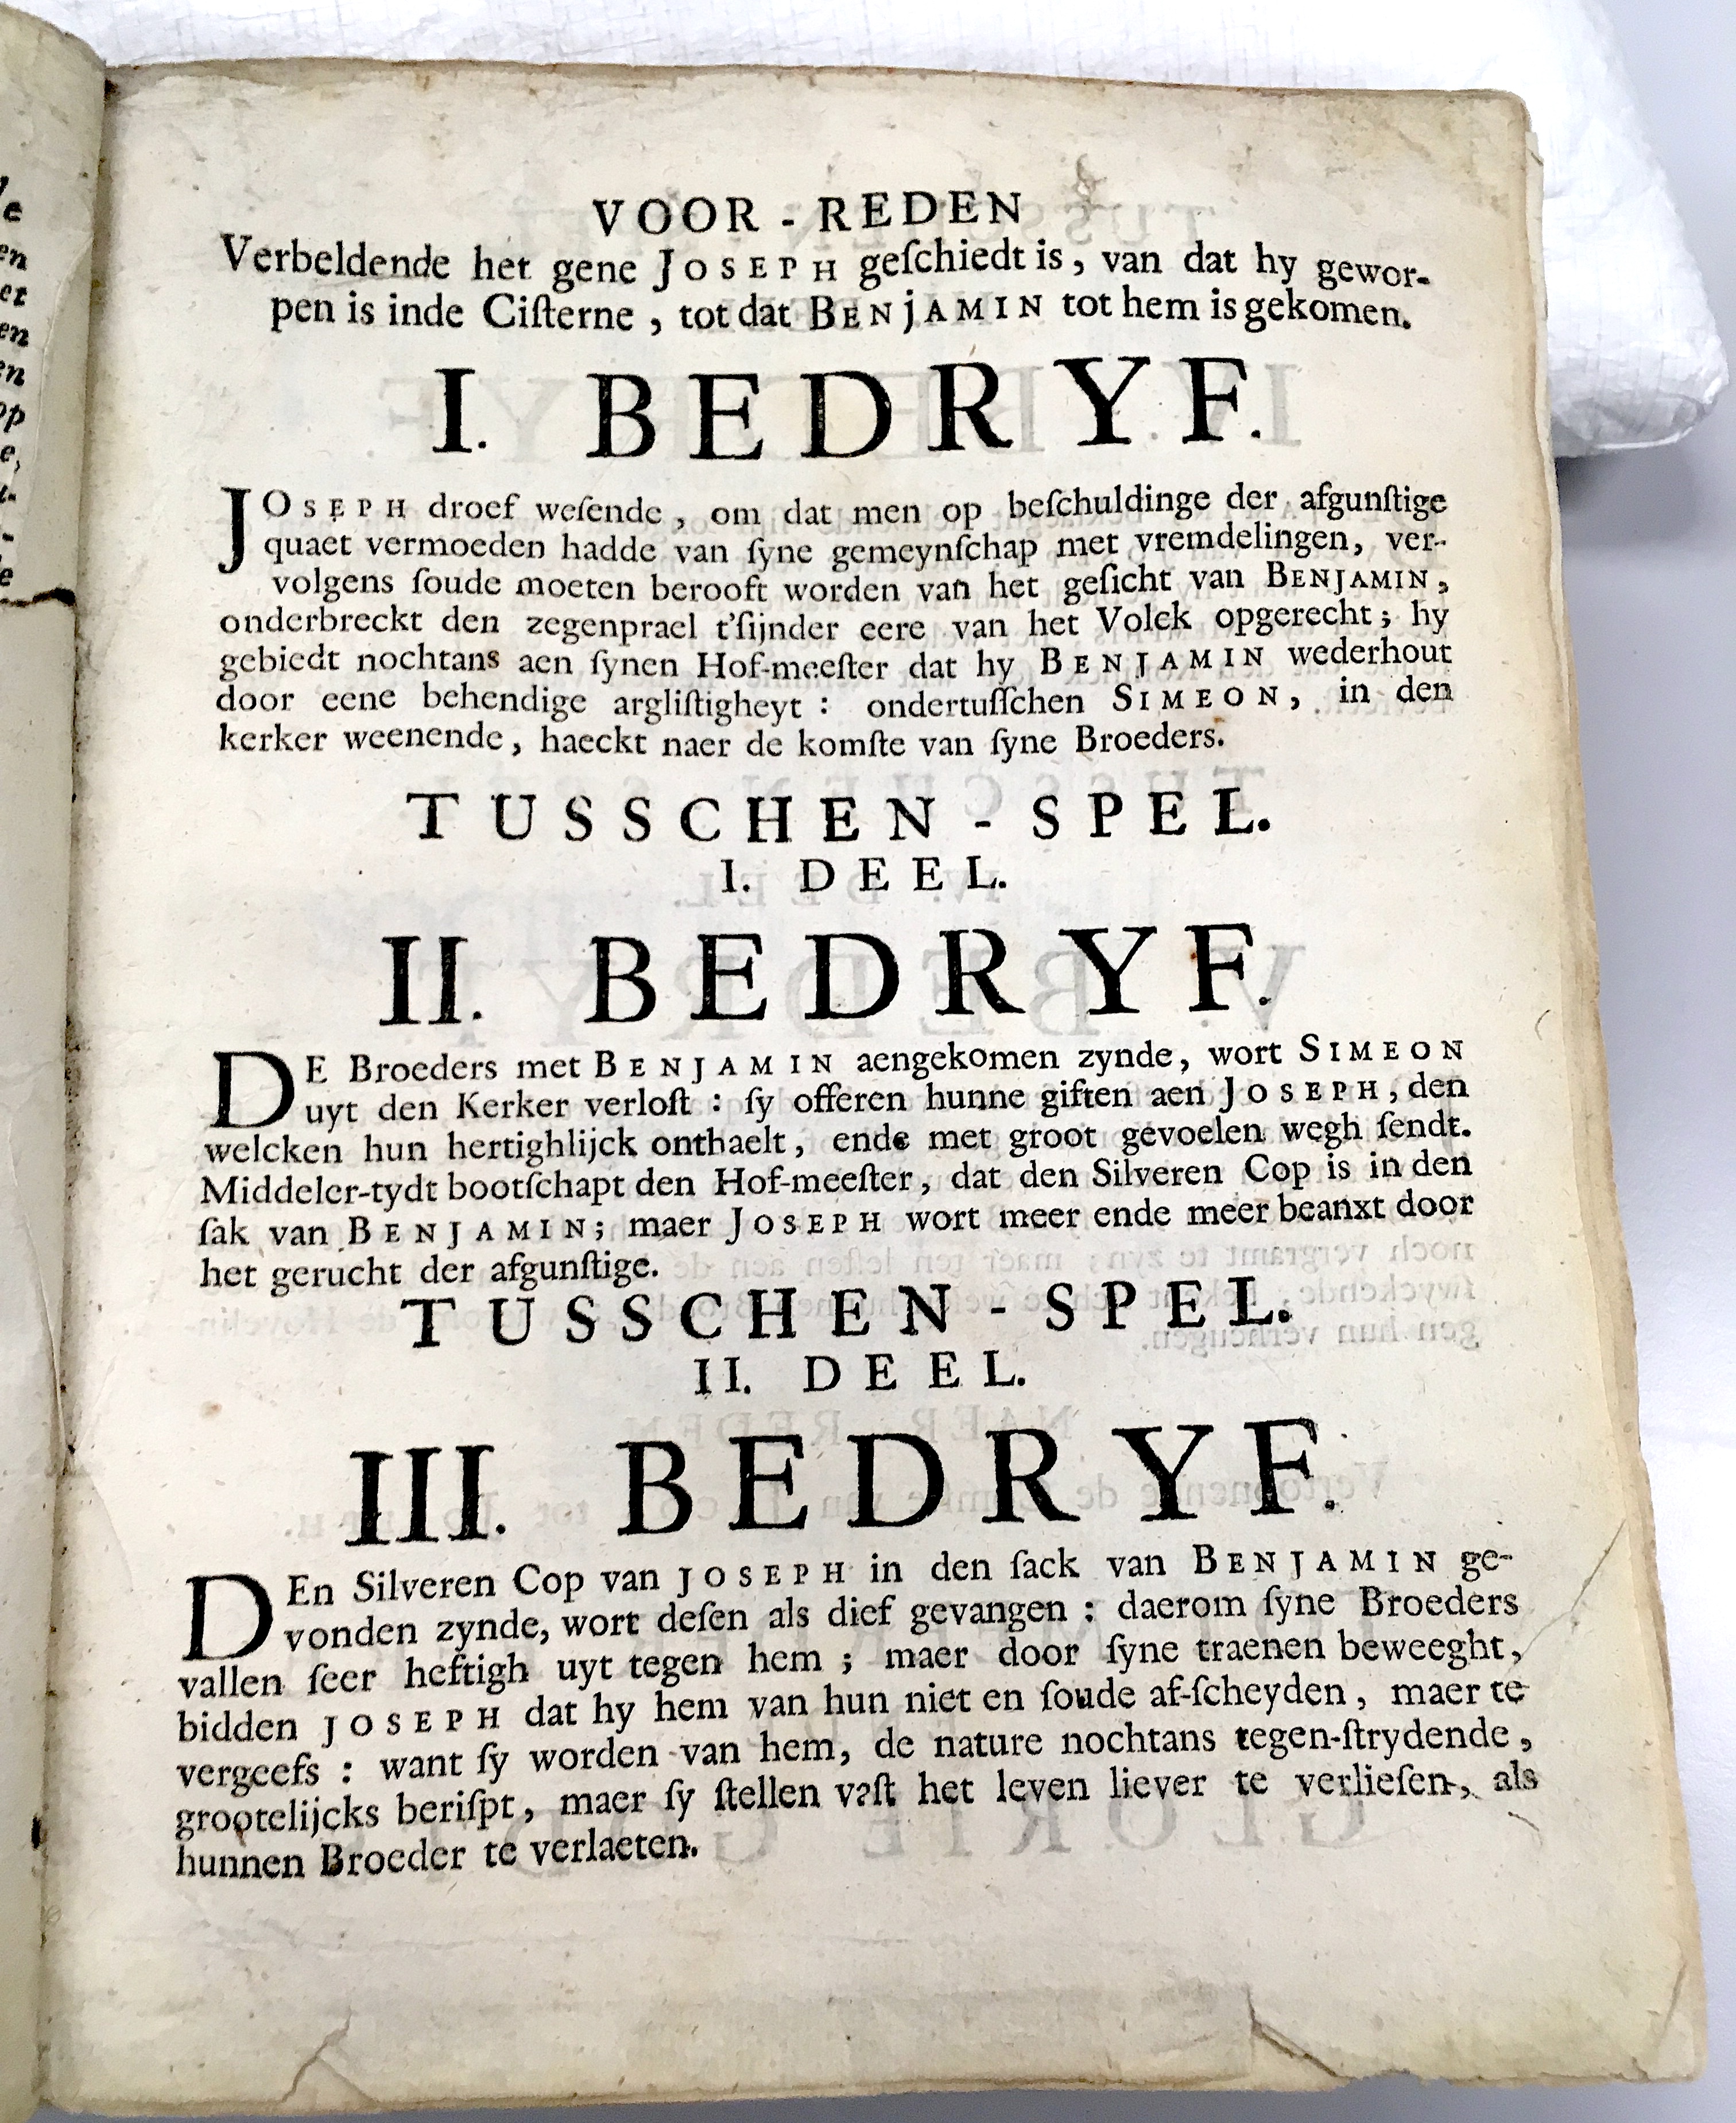 VOOR-REDEN
Verbeldende het gene JOSEPH geſchiedt is, van dat hy gewor-
pen is inde Ciſterne, tot dat BENjAMIN tot hem is gekomen.
I. BEDRYF.
JOSEPH droef weſende, om dat men op beſchuldinge der afgunſtige
quaet vermoeden hadde van ſyne gemeynſchap met vremdelingen, ver-
volgens ſoude moeten berooft worden van het geſicht van BENJAMIN,
onderbreckt den zegenprael t'ſijnder eere van het Volck opgerecht; hy
gebiedt nochtans aen ſynen Hof-meeſter dat hy BENJAMIN wederhout
door eene behendige argliſtigheyt : ondertuſſchen SIMEON, in den
kerker weenende, haeckt naer de komſte van ſyne Broeders.
TUSSCHEN-SPEL.
I. DEEL.
II. BEDRYF.
DE Broeders met BENJAMIN aengekomen zynde, wort SIMEON
uyt den Kerker verloſt : ſy offeren hunne giften aen JOSEPH, den
welcken hun hertighlijck onthaelt, ende met groot gevoelen wegh ſendt.
Middeler-tydt bootſchapt den Hof-meeſter, dat den Silveren Cop is in den
ſak van BENJAMIN; maer JOSEPH wort meer ende meer beanxt door
het gerucht der afgunſtige.
TUSSCHEN-SPEL.
II. DEEL.
III. BEDRYF.
DEn Silveren Cop van JOSEPH in den ſack van BENJAMIN ge-
vonden zynde, wort deſen als dief gevangen : daerom ſyne Broeders
vallen ſeer heftigh uyt tegen hem ; maer door ſyne traenen beweeght,
bidden JOSEPH dat hy hem van hun niet en ſoude af-ſcheyden, maer te
vergeefs : want ſy worden van hem, de nature nochtans tegen-ſtrydende,
grootelijcks beriſpt, maer ſy ſtellen vaſt het leven liever te verlieſen, als
hunnen Broeder te verlaeten.